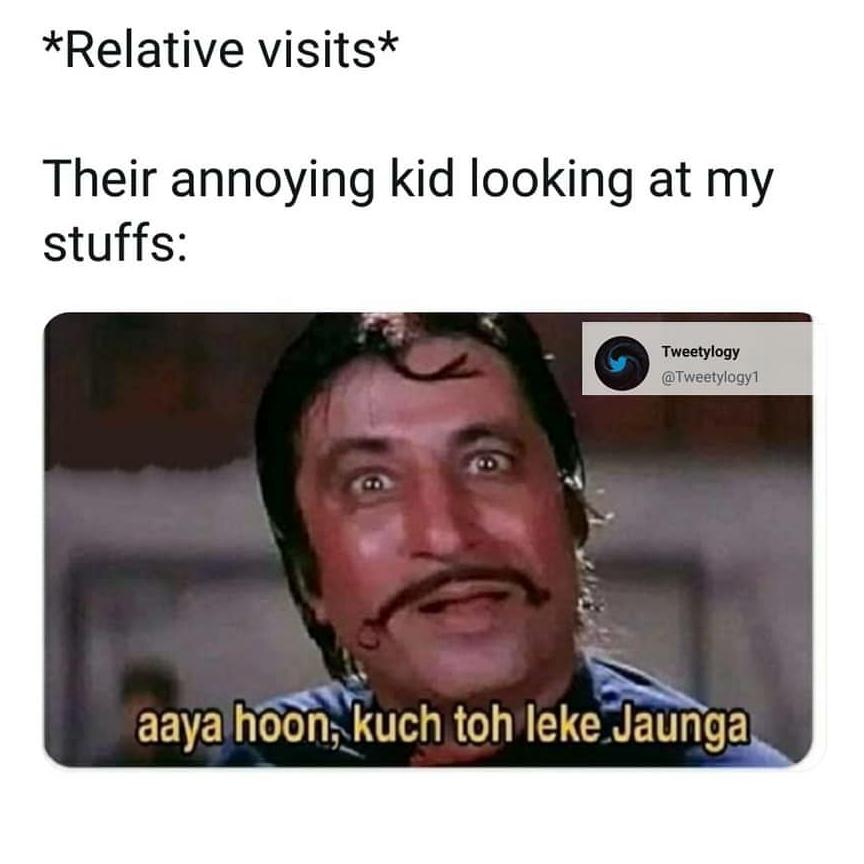 *Relative visits*
Their annoying kid looking at my
stuffs:
Tweetylogy
@Tweetylogy1
aaya hoon, kuch toh leke Jaunga